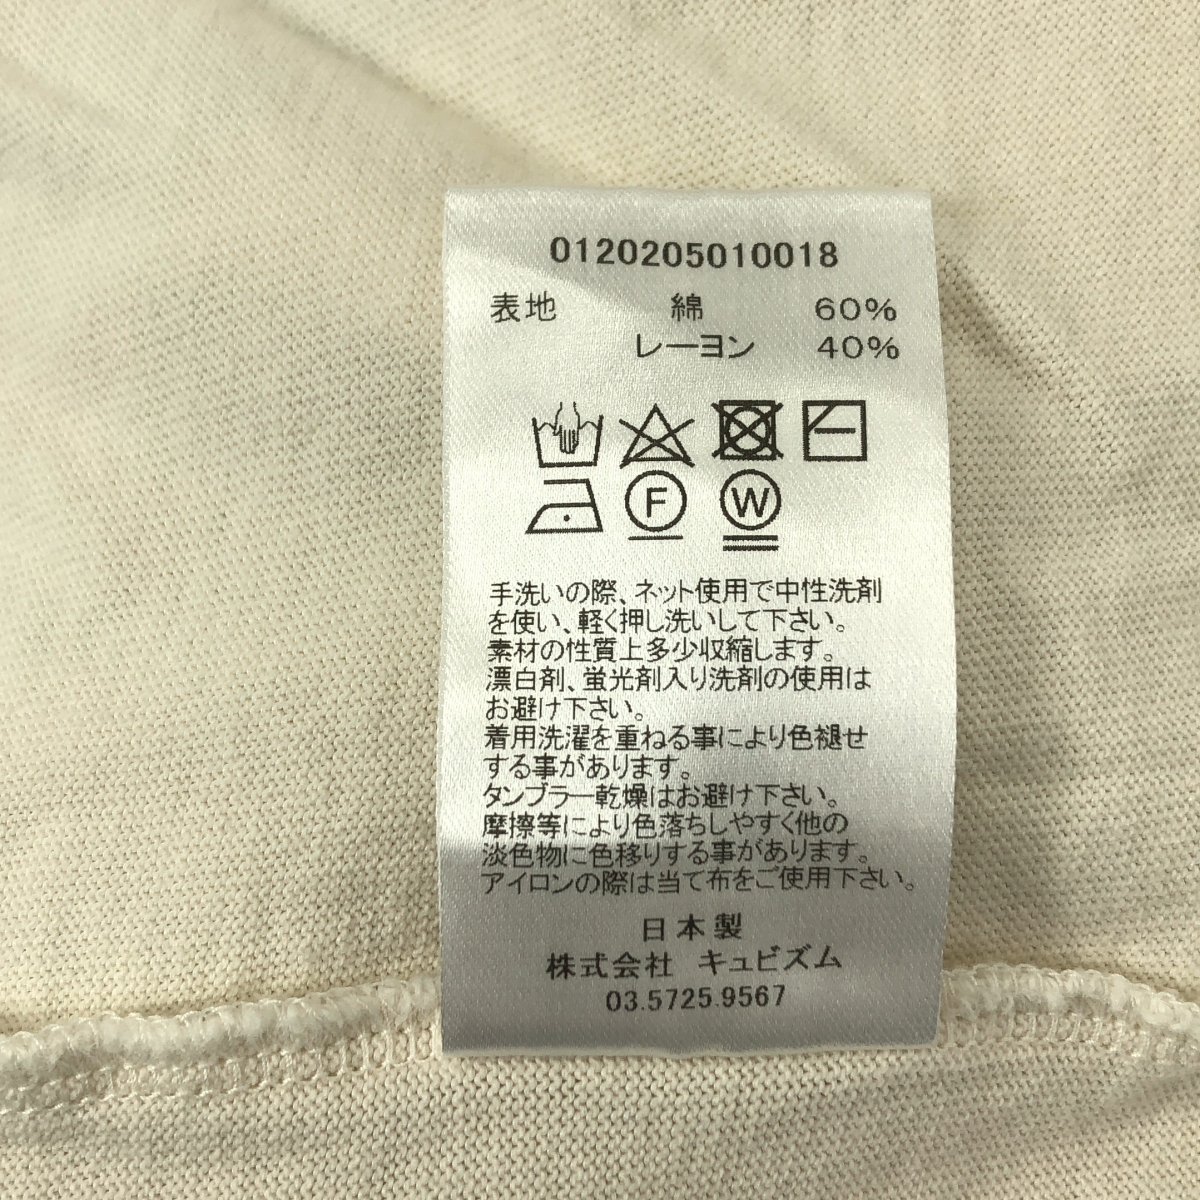 0120205010018
表地 綿 60%
レーヨン 40%
F W
手洗いの際、ネット使用で中性洗剤
を使い、軽く押し洗いして下さい。
素材の性質上多少収縮します。
漂白剤、蛍光剤入り洗剤の使用は
お避け下さい。
着用洗濯を重ねる事により色褪せ
する事があります。
タンブラー乾燥はお避け下さい。
摩擦等により色落ちしやすく他の
淡色物に色移りする事があります。
アイロンの際は当て布をご使用下さい。
日本製
株式会社 キュビズム
03.5725.9567